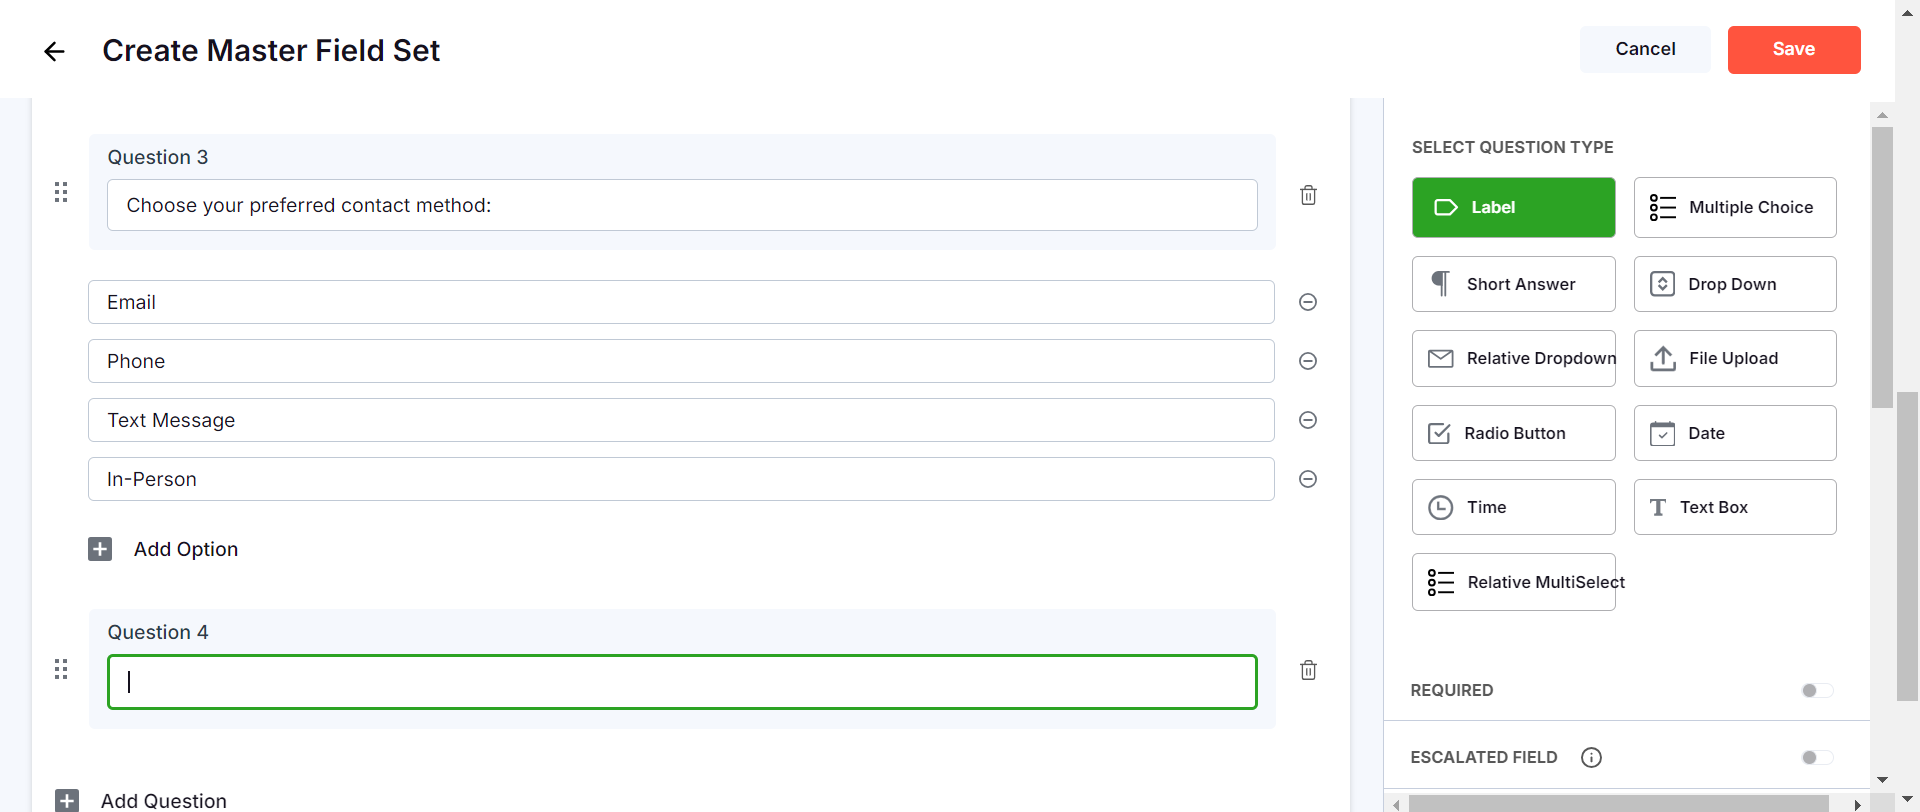 Create Master Field Set
Cancel
Save
Question 3
Choose your preferred contact method:
Email
Phone
Text Message
In-Person
Add Option
Question 4
Add Question
SELECT QUESTION TYPE
Label
Multiple Choice
Short Answer
Drop Down
Relative Dropdown
File Upload
Radio Button
Date
Time
Text Box
Relative MultiSelect
REQUIRED
ESCALATED FIELD